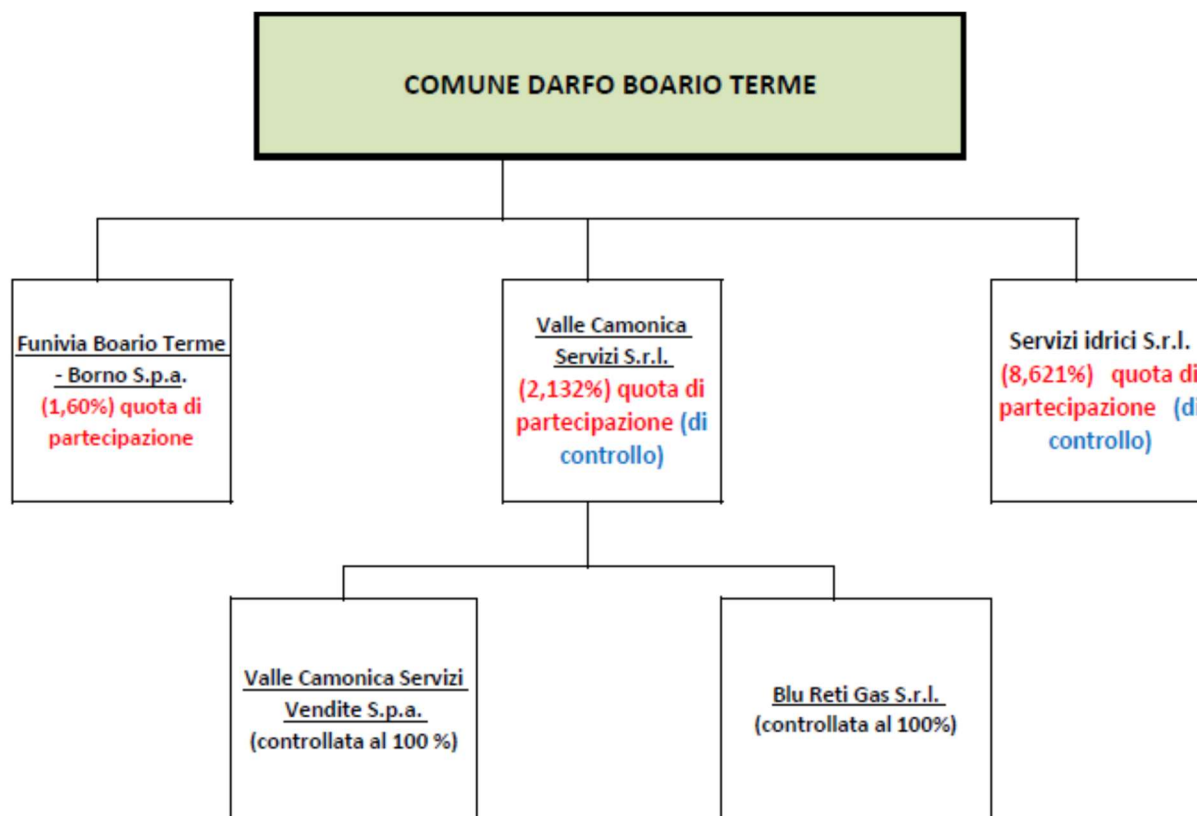 COMUNE DARFO BOARIO TERME
Funivia Boario Terme
- Borno S.p.a.
(1,60%) quota di
partecipazione
Valle Camonica
Servizi S.r.l.
(2,132%) quota di
partecipazione (di
controllo)
Servizi idrici S.r.l.
(8,621%) quota di
partecipazione (di
controllo)
Valle Camonica Servizi
Vendite S.p.a.
(controllata al 100 %)
Blu Reti Gas S.r.l.
(controllata al 100%)